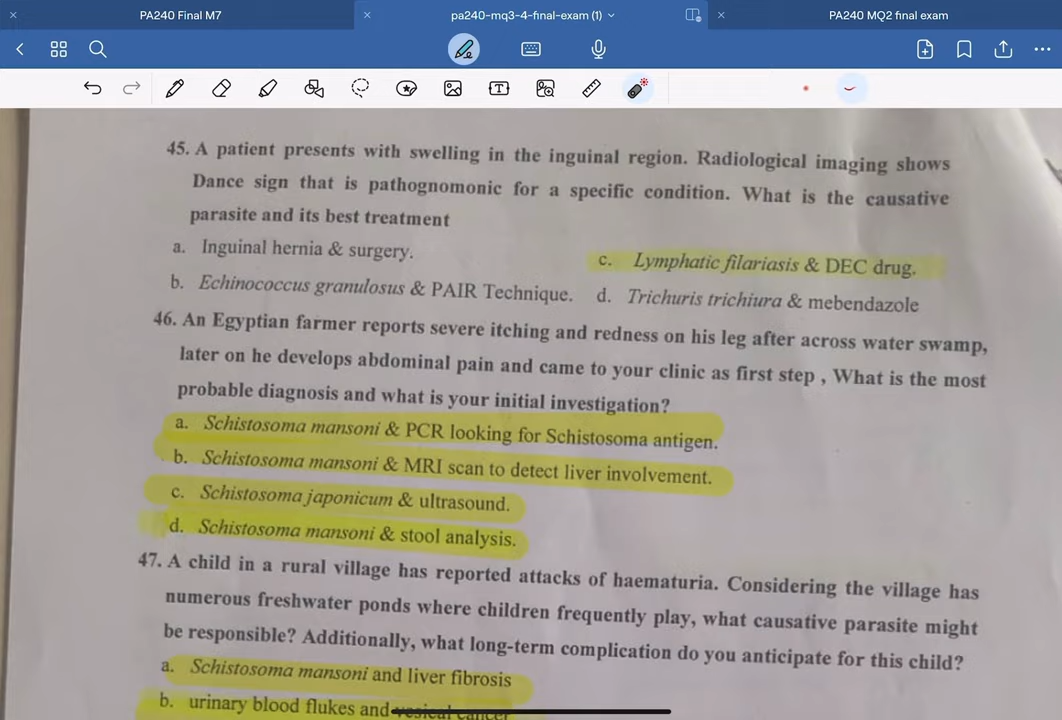 PA240 Final M7
pa240-mq3-4-final-exam (1)
PA240 MQ2 final exam
45. A patient presents with swelling in the inguinal region. Radiological imaging shows
Dance sign that is pathognomonic for a specific condition. What is the causative
parasite and its best treatment
a. Inguinal hernia & surgery.
b. Echinococcus granulosus & PAIR Technique.
c. Lymphatic filariasis & DEC drug.
d. Trichuris trichiura & mebendazole
46. An Egyptian farmer reports severe itching and redness on his leg after across water swamp,
later on he develops abdominal pain and came to your clinic as first step , What is the most
probable diagnosis and what is your initial investigation?
a. Schistosoma mansoni & PCR looking for Schistosoma antigen.
b. Schistosoma mansoni & MRI scan to detect liver involvement.
c. Schistosoma japonicum & ultrasound.
d. Schistosoma mansoni & stool analysis.
47. A child in a rural village has reported attacks of haematuria. Considering the village has
numerous freshwater ponds where children frequently play, what causative parasite might
be responsible? Additionally, what long-term complication do you anticipate for this child?
a. Schistosoma mansoni and liver fibrosis
b. urinary blood flukes and vesical cancer